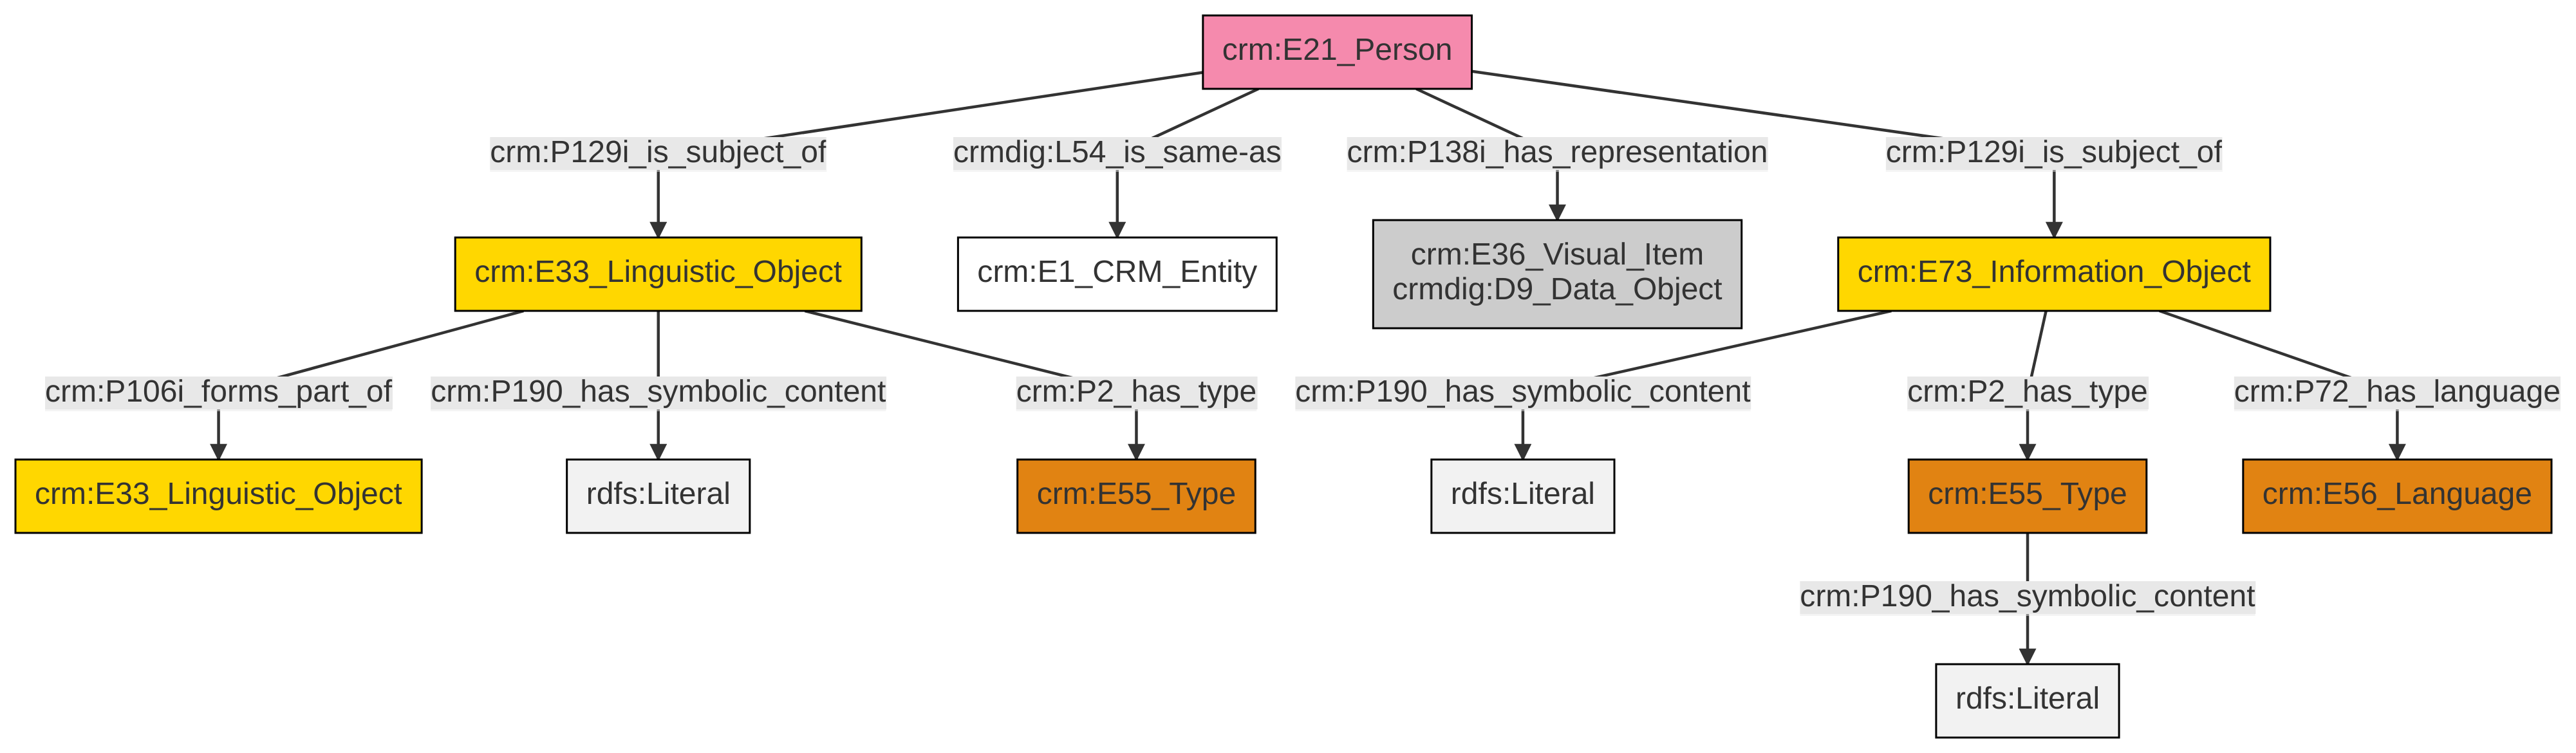 crm:E21_Person
crm:P129i_is_subject_of
crmdig:L54_is_same-as
crm:P138i_has_representation
crm:P129i_is_subject_of
crm:E33_Linguistic_Object
crm:E1_CRM_Entity
crm:E36_Visual_Item
crmdig:D9_Data_Object
crm:E73_Information_Object
crm:P106i_forms_part_of
crm:P190_has_symbolic_content
crm:P2_has_type
crm:P190_has_symbolic_content
crm:P2_has_type
crm:P72_has_language
crm:E33_Linguistic_Object
rdfs:Literal
crm:E55_Type
rdfs:Literal
crm:E55_Type
crm:E56_Language
crm:P190_has_symbolic_content
rdfs:Literal